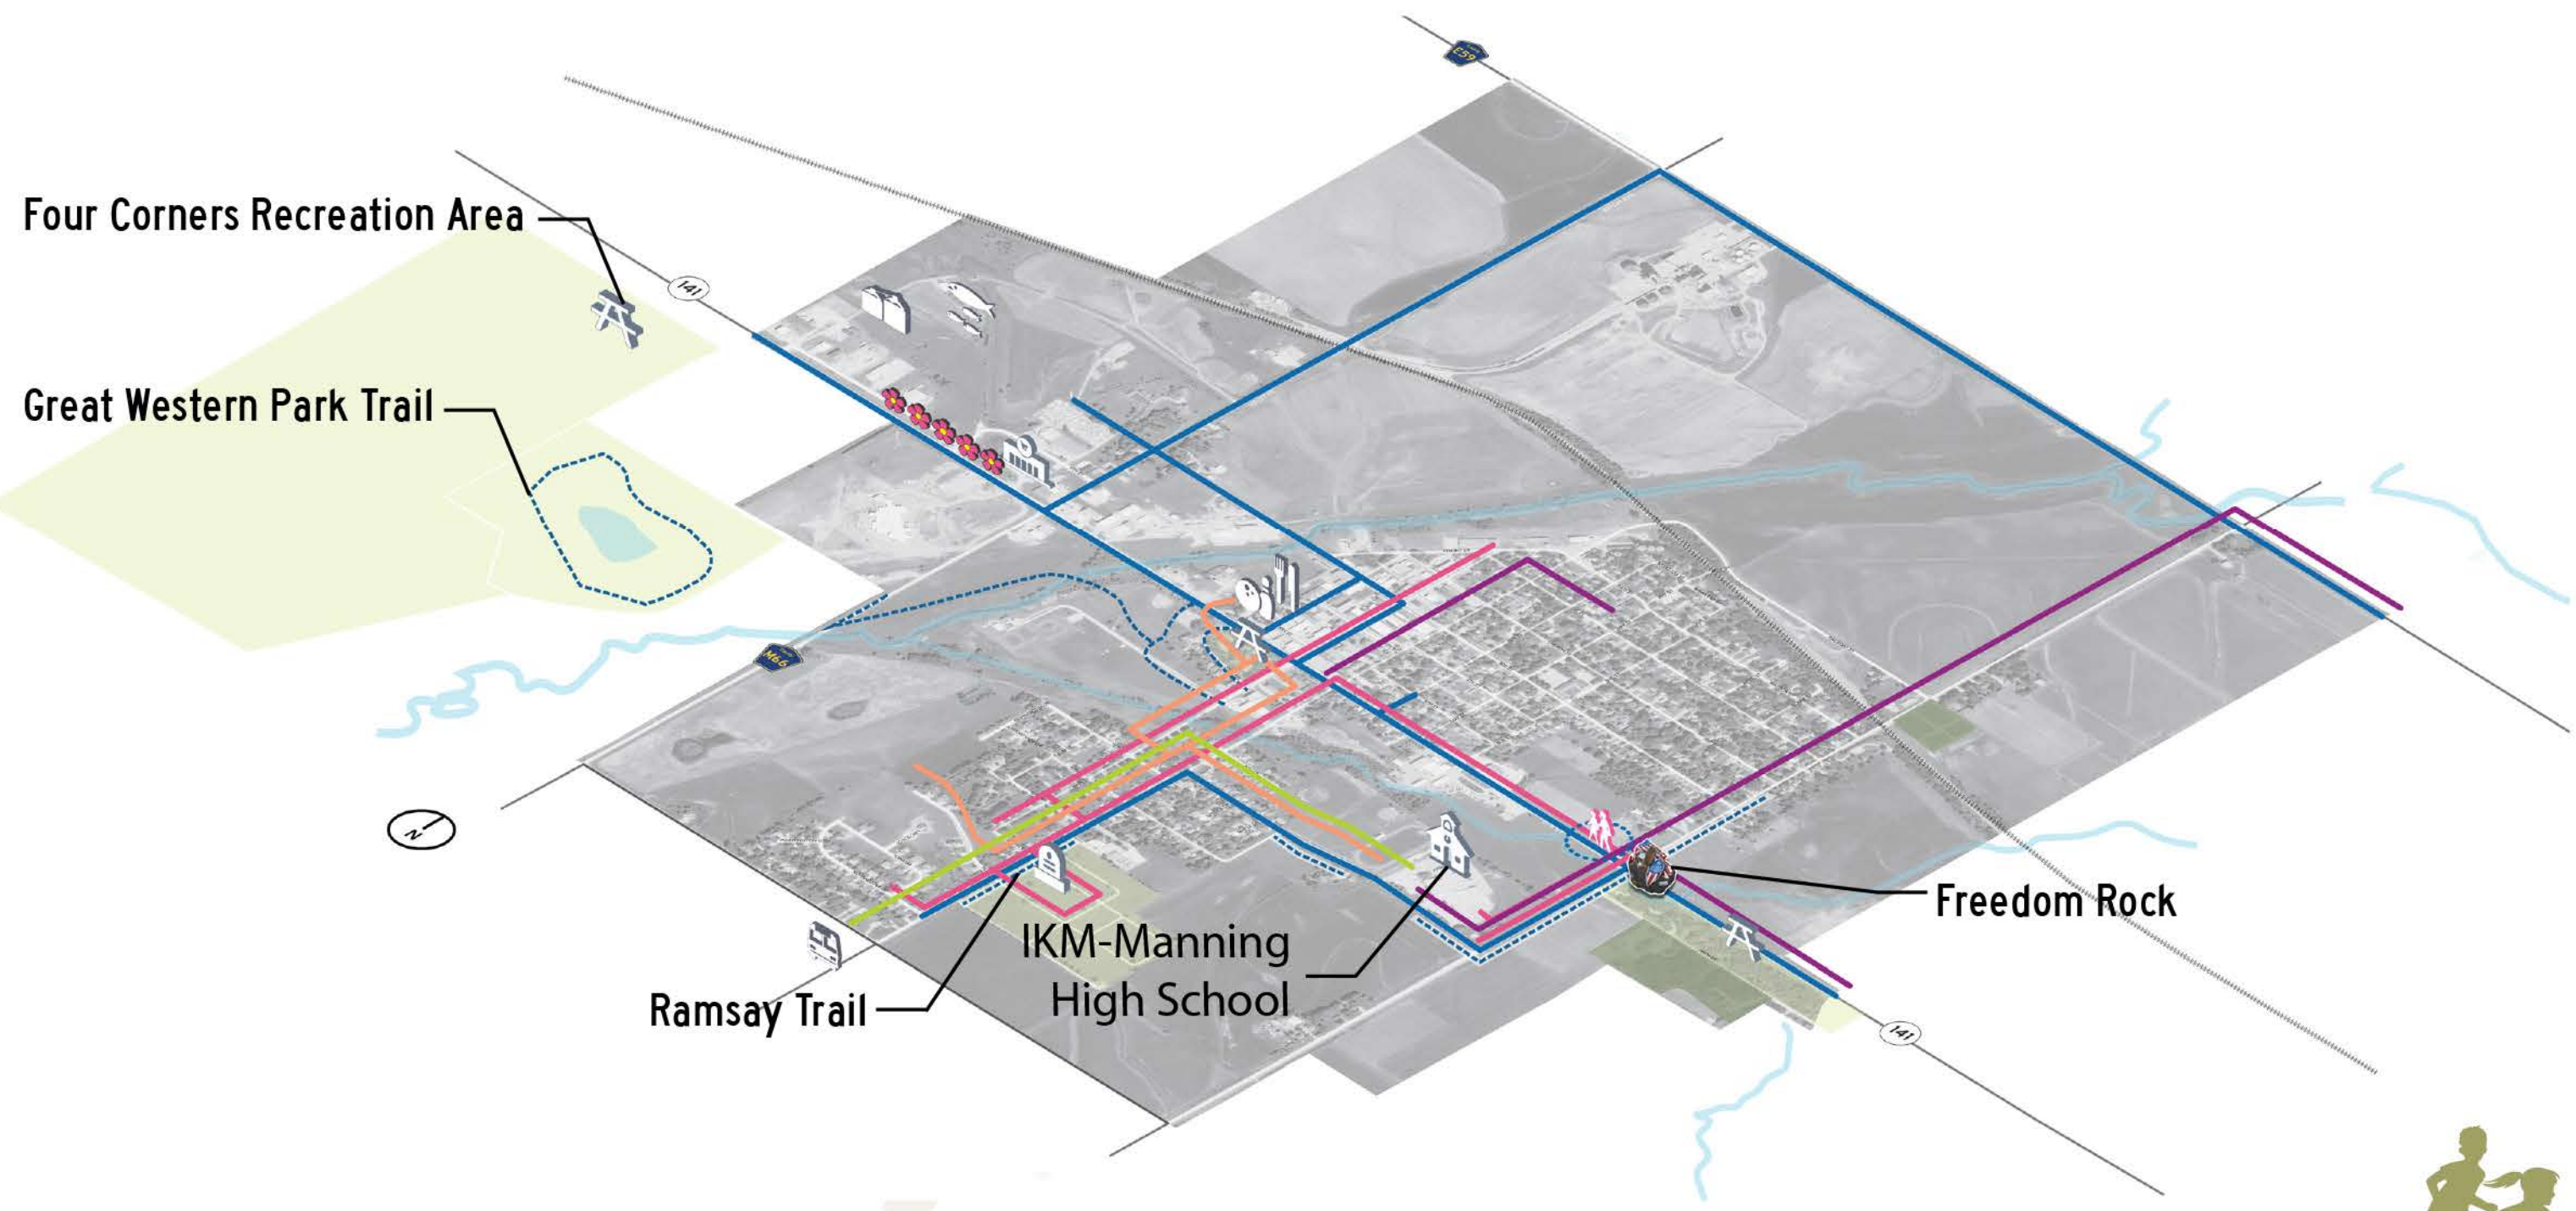 E59
Four Corners Recreation Area
141
Great Western Park Trail
M66
N
IKM-Manning
High School
Freedom Rock
Ramsay Trail
141